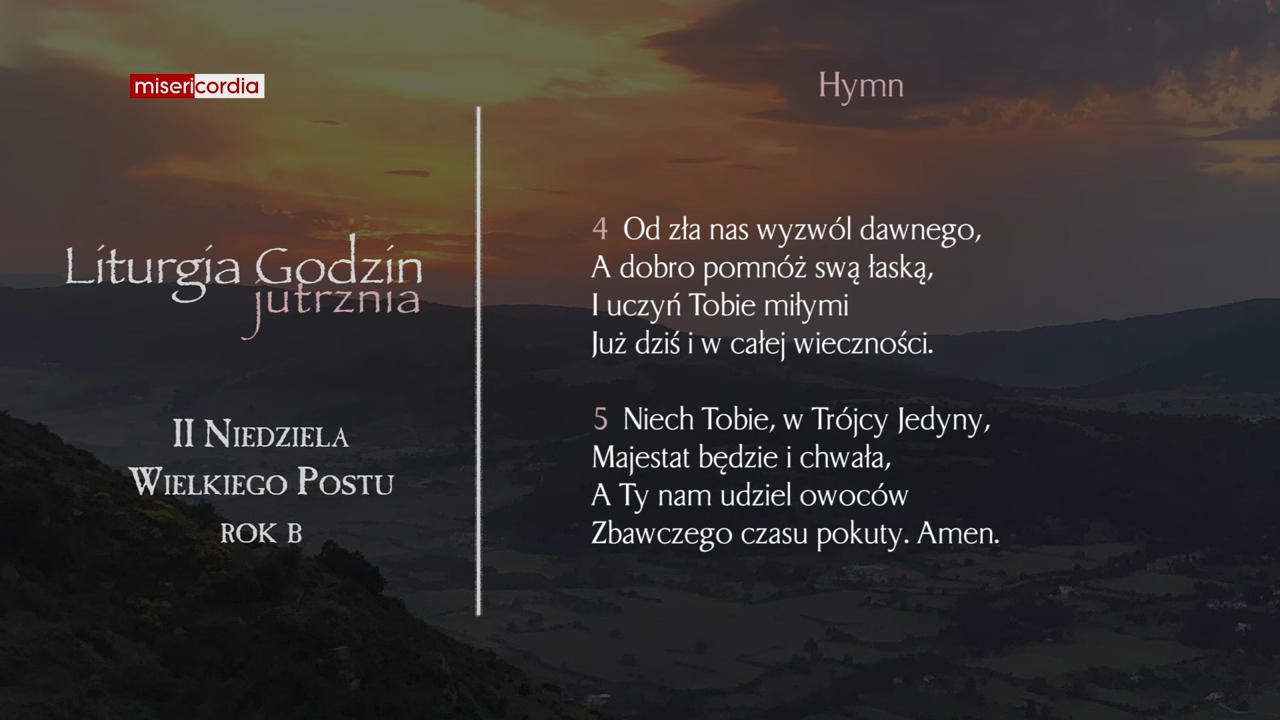 misericordia
Liturgia Godzin
jutrznia
II Niedziela
Wielkiego Postu
rok B
Hymn
4 Od zła nas wyzwól dawnego,
A dobro pomnóż swą łaską,
I uczyń Tobie miłymi
Już dziś i w całej wieczności.
5 Niech Tobie, w Trójcy Jedyny,
Majestat będzie i chwała,
A Ty nam udziel owoców
Zbawczego czasu pokuty. Amen.